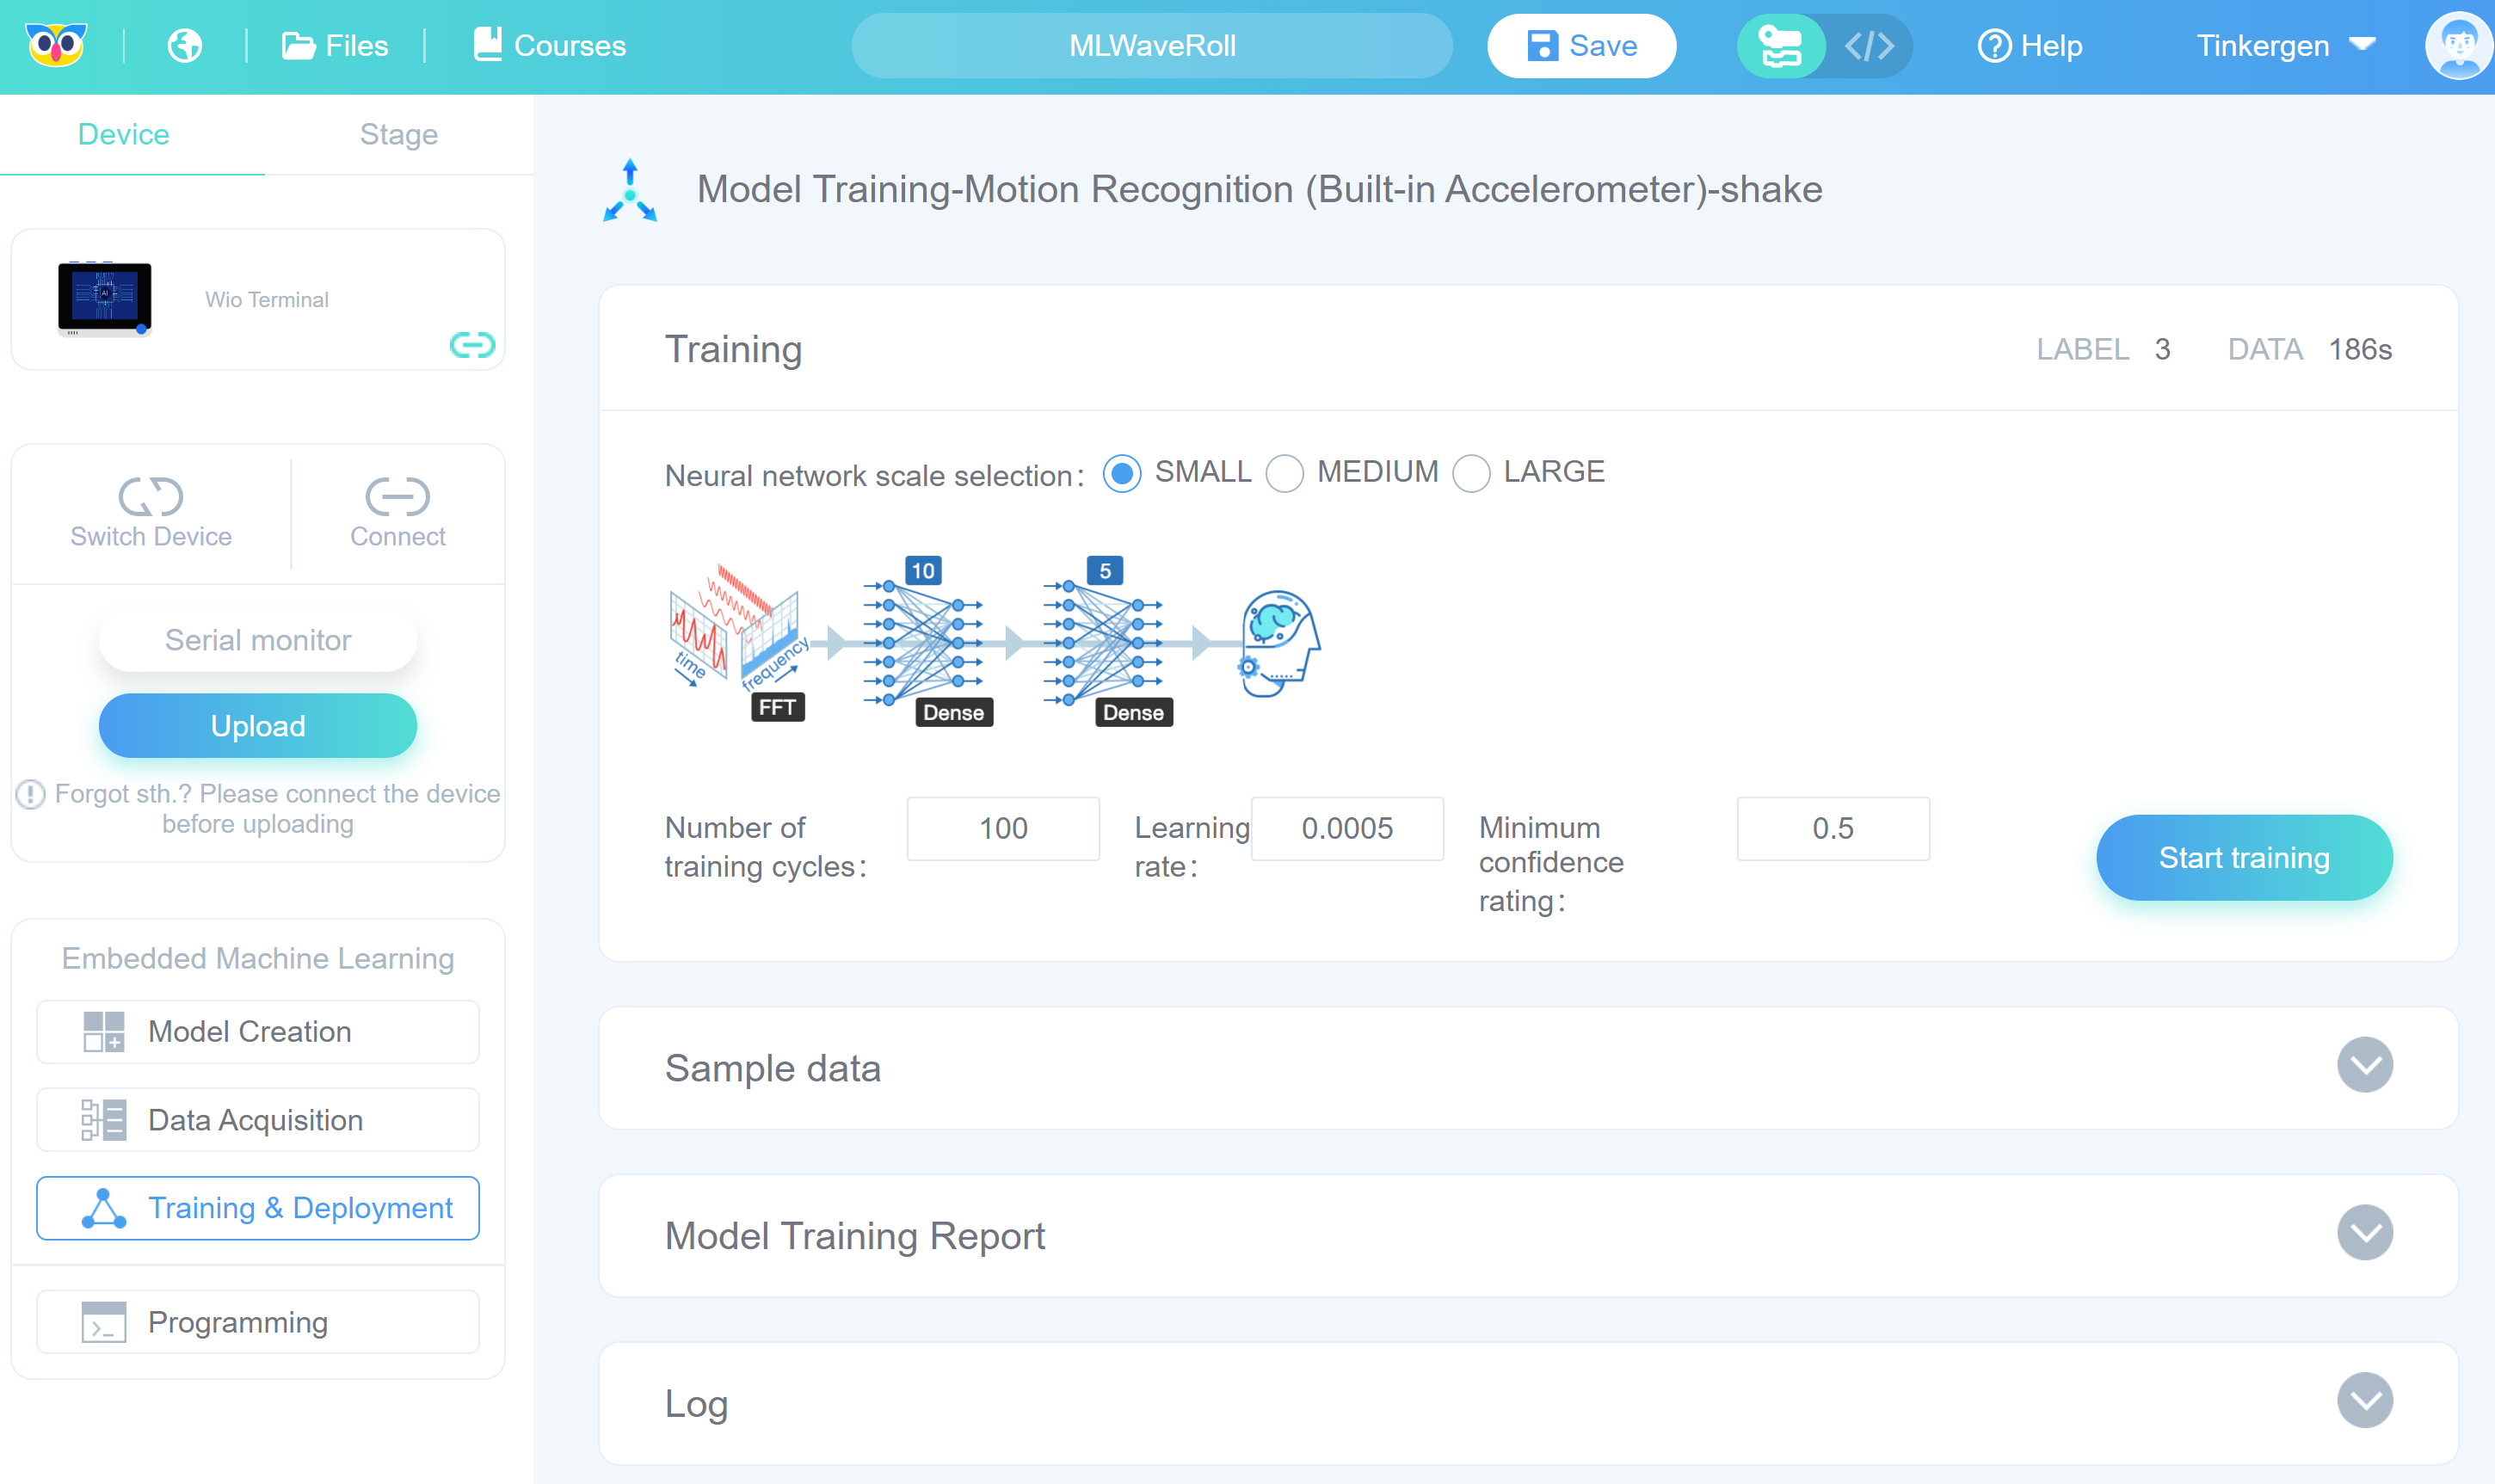 Files
Courses
MLWaveRoll
Save
Help
Tinkergen
Device
Stage
Wio Terminal
Switch Device
Connect
Serial monitor
Upload
Forgot sth.? Please connect the device
before uploading
Embedded Machine Learning
Model Creation
Data Acquisition
Training & Deployment
Programming
Model Training-Motion Recognition (Built-in Accelerometer)-shake
Training
LABEL 3 DATA 186s
Neural network scale selection: SMALL MEDIUM LARGE
10
5
time
frequency
FFT
Dense
Dense
Number of
training cycles:
100
Learning
rate:
0.0005
Minimum
confidence
rating:
0.5
Start training
Sample data
Model Training Report
Log